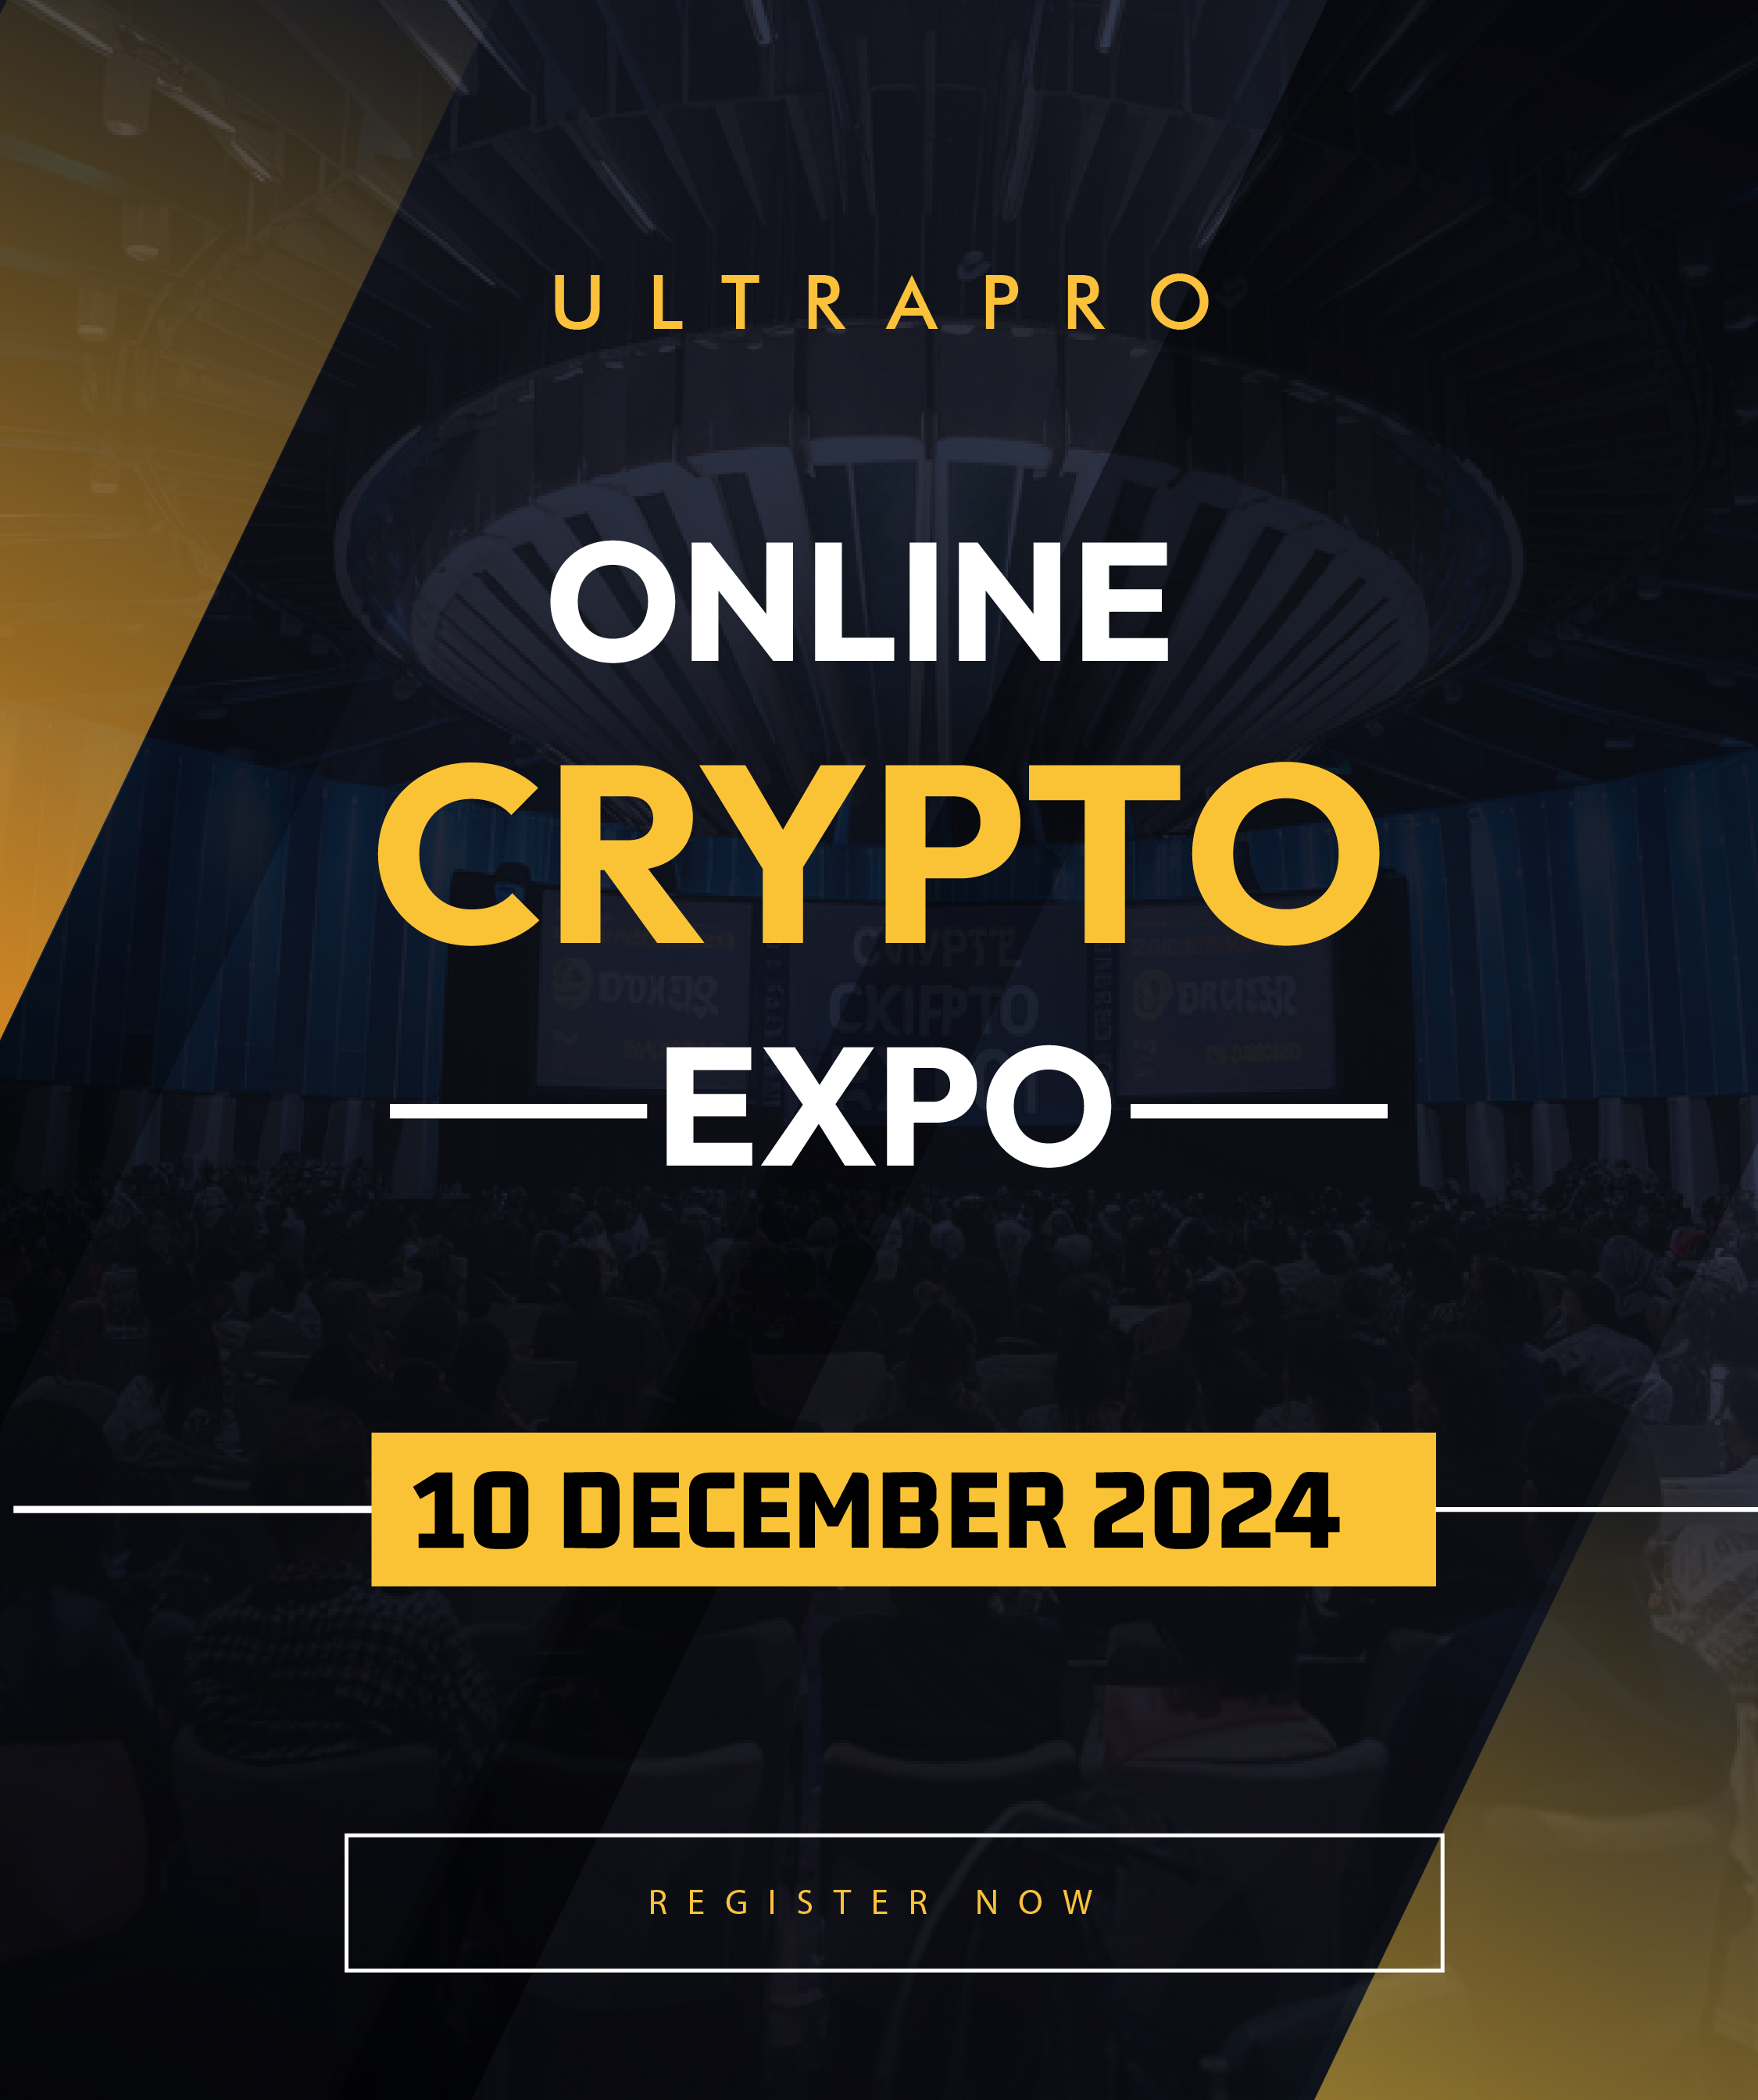 ULTRAPRO
ONLINE
CRYPTO
EXPO
10 DECEMBER 2024
REGISTER NOW